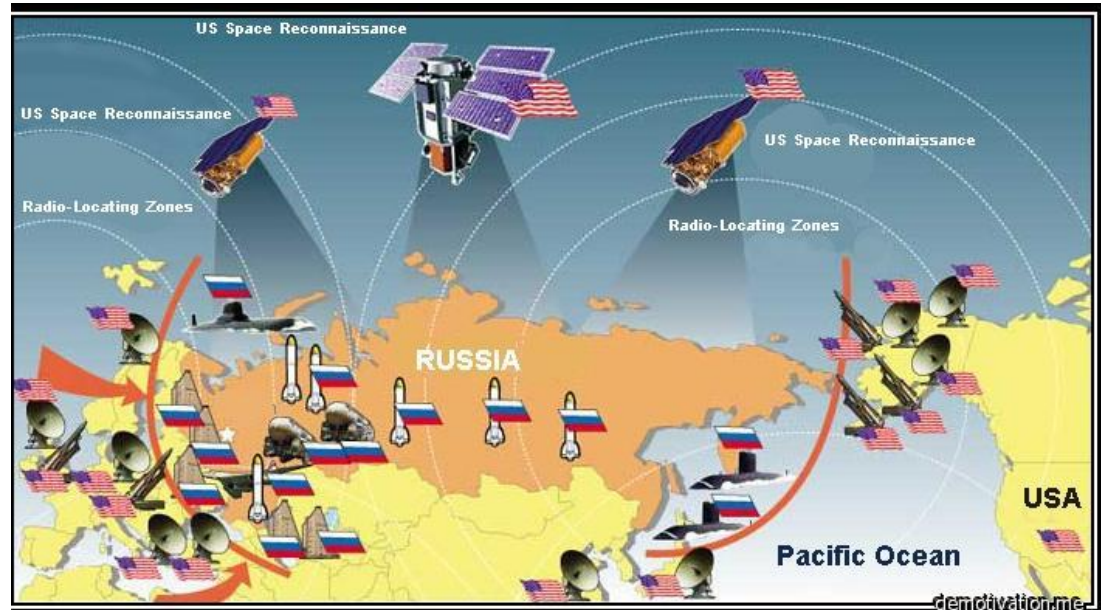 US Space Reconnaissance
US Space Reconnaissance
US Space Reconnaissance
Radio-Locating Zones
Radio-Locating Zones
RUSSIA
USA
Pacific Ocean
demotivation.me